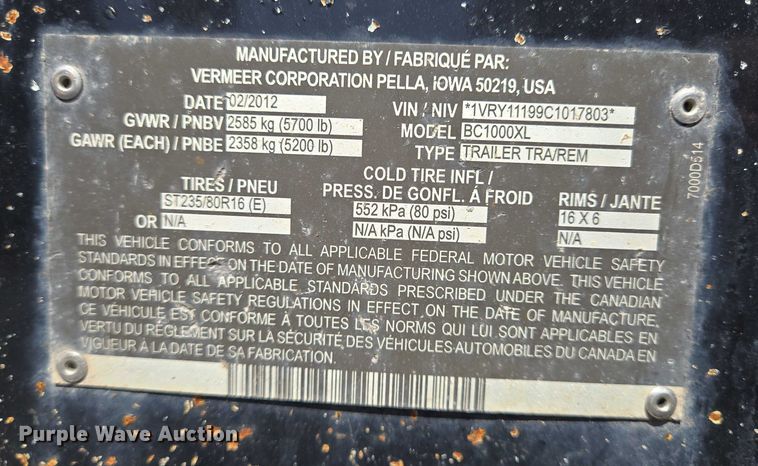 MANUFACTURED BY / FABRIQUÉ PAR:
VERMEER CORPORATION PELLA, IOWA 50219, USA
DATE 02/2012 VIN / NIV *1VRY11199C1017803*
GVWR / PNBV 2585 kg (5700 lb) MODEL BC1000XL
GAWR (EACH) / PNBE 2358 kg (5200 lb) TYPE TRAILER TRA/REM
COLD TIRE INFL /
TIRES / PNEU PRESS. DE GONFL. Á FROID RIMS / JANTE
ST235/80R16 (E) 552 kPa (80 psi) 16 X 6
OR N/A N/A kPa (N/A psi) N/A
THIS VEHICLE CONFORMS TO ALL APPLICABLE FEDERAL MOTOR VEHICLE SAFETY
STANDARDS IN EFFECT ON THE DATE OF MANUFACTURING SHOWN ABOVE. THIS VEHICLE
CONFORMS TO ALL APPLICABLE STANDARDS PRESCRIBED UNDER THE CANADIAN
MOTOR VEHICLE SAFETY REGULATIONS IN EFFECT ON THE DATE OF MANUFACTURE,
CE VÉHICULE EST CONFORME À TOUTES LES NORMS QUI LUI SONT APPLICABLES EN
VERTU DU RÉGLEMENT SUR LA SÉCURITÉ DES VÉHICULES AUTOMOBILES DU CANADA EN
VIGUEUR À LA DATE DE SA FABRICATION.
7000D514
Purple Wave Auction